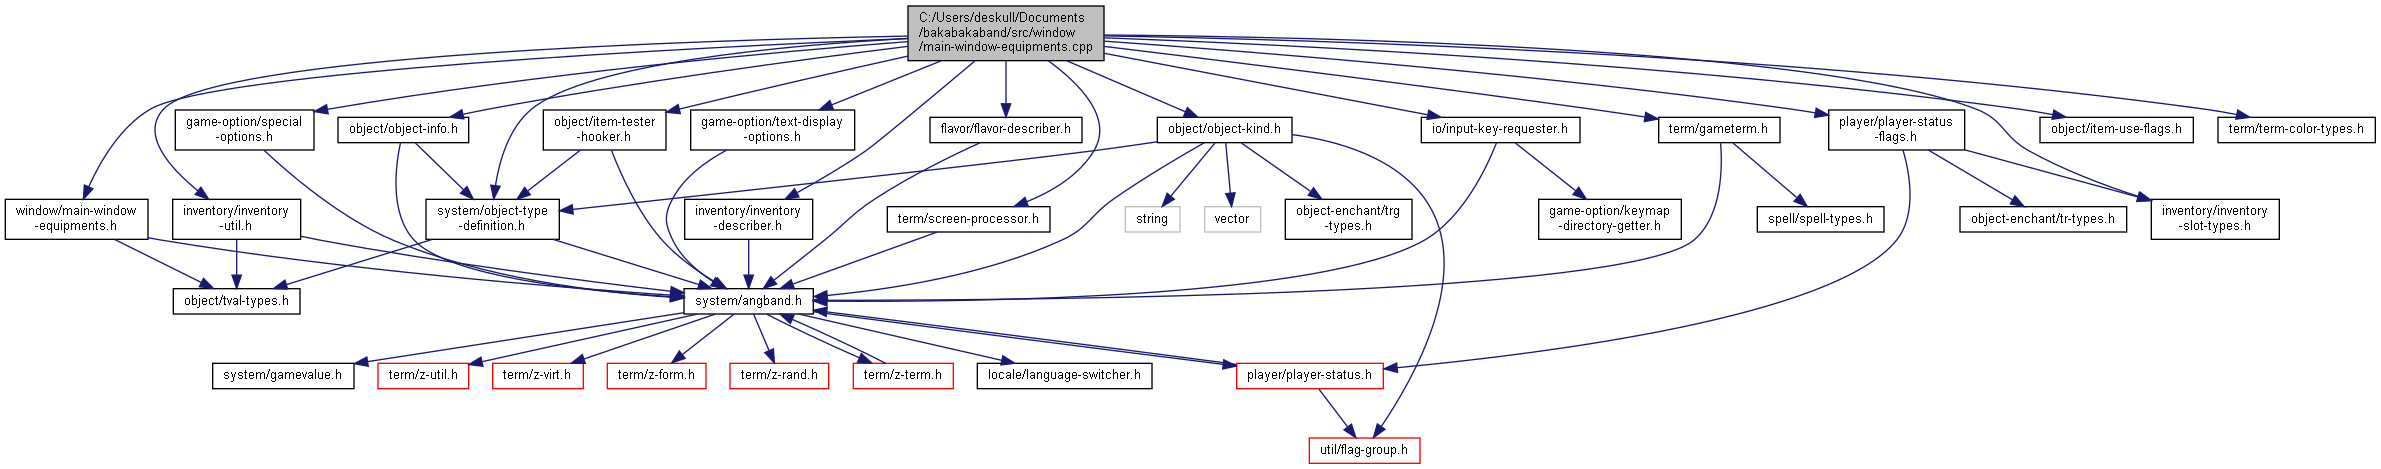 C:/Users/deskull/Documents
/bakabakaband/src/window
/main-window-equipments.cpp
game-option/special
-options.h
object/object-info.h
object/item-tester
-hooker.h
game-option/text-display
-options.h
flavor/flavor-describer.h
object/object-kind.h
io/input-key-requester.h
term/gameterm.h
player/player-status
-flags.h
object/item-use-flags.h
term/term-color-types.h
window/main-window
-equipments.h
inventory/inventory
-util.h
system/object-type
-definition.h
inventory/inventory
-describer.h
term/screen-processor.h
string
vector
object-enchant/trg
-types.h
game-option/keymap
-directory-getter.h
spell/spell-types.h
object-enchant/tr-types.h
inventory/inventory
-slot-types.h
object/tval-types.h
system/angband.h
system/gamevalue.h
term/z-util.h
term/z-virt.h
term/z-form.h
term/z-rand.h
term/z-term.h
locale/language-switcher.h
player/player-status.h
util/flag-group.h